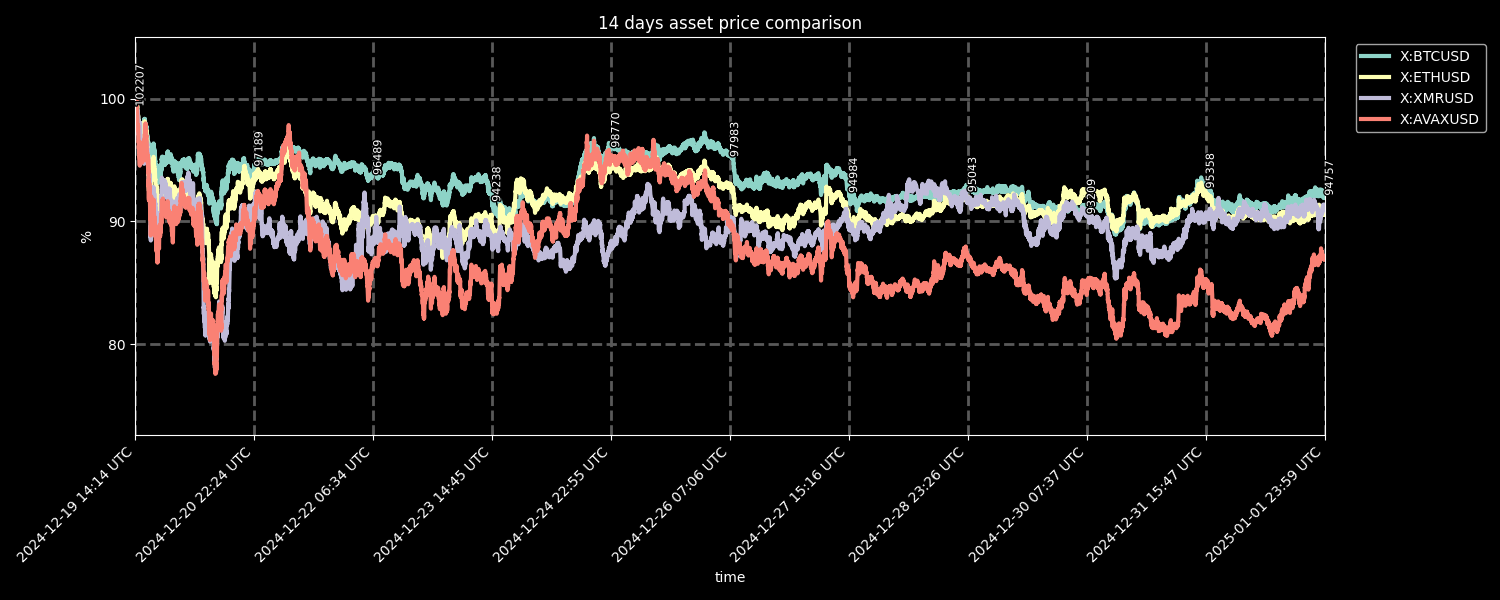 14 days asset price comparison
X:BTCUSD
X:ETHUSD
X:XMRUSD
X:AVAXUSD
100
90
80
%
102207
97189
96489
94238
98770
97983
94984
95043
93209
95358
94757
2024-12-19 14:14 UTC
2024-12-20 22:24 UTC
2024-12-22 06:34 UTC
2024-12-23 14:45 UTC
2024-12-24 22:55 UTC
2024-12-26 07:06 UTC
2024-12-27 15:16 UTC
2024-12-28 23:26 UTC
2024-12-30 07:37 UTC
2024-12-31 15:47 UTC
2025-01-01 23:59 UTC
time